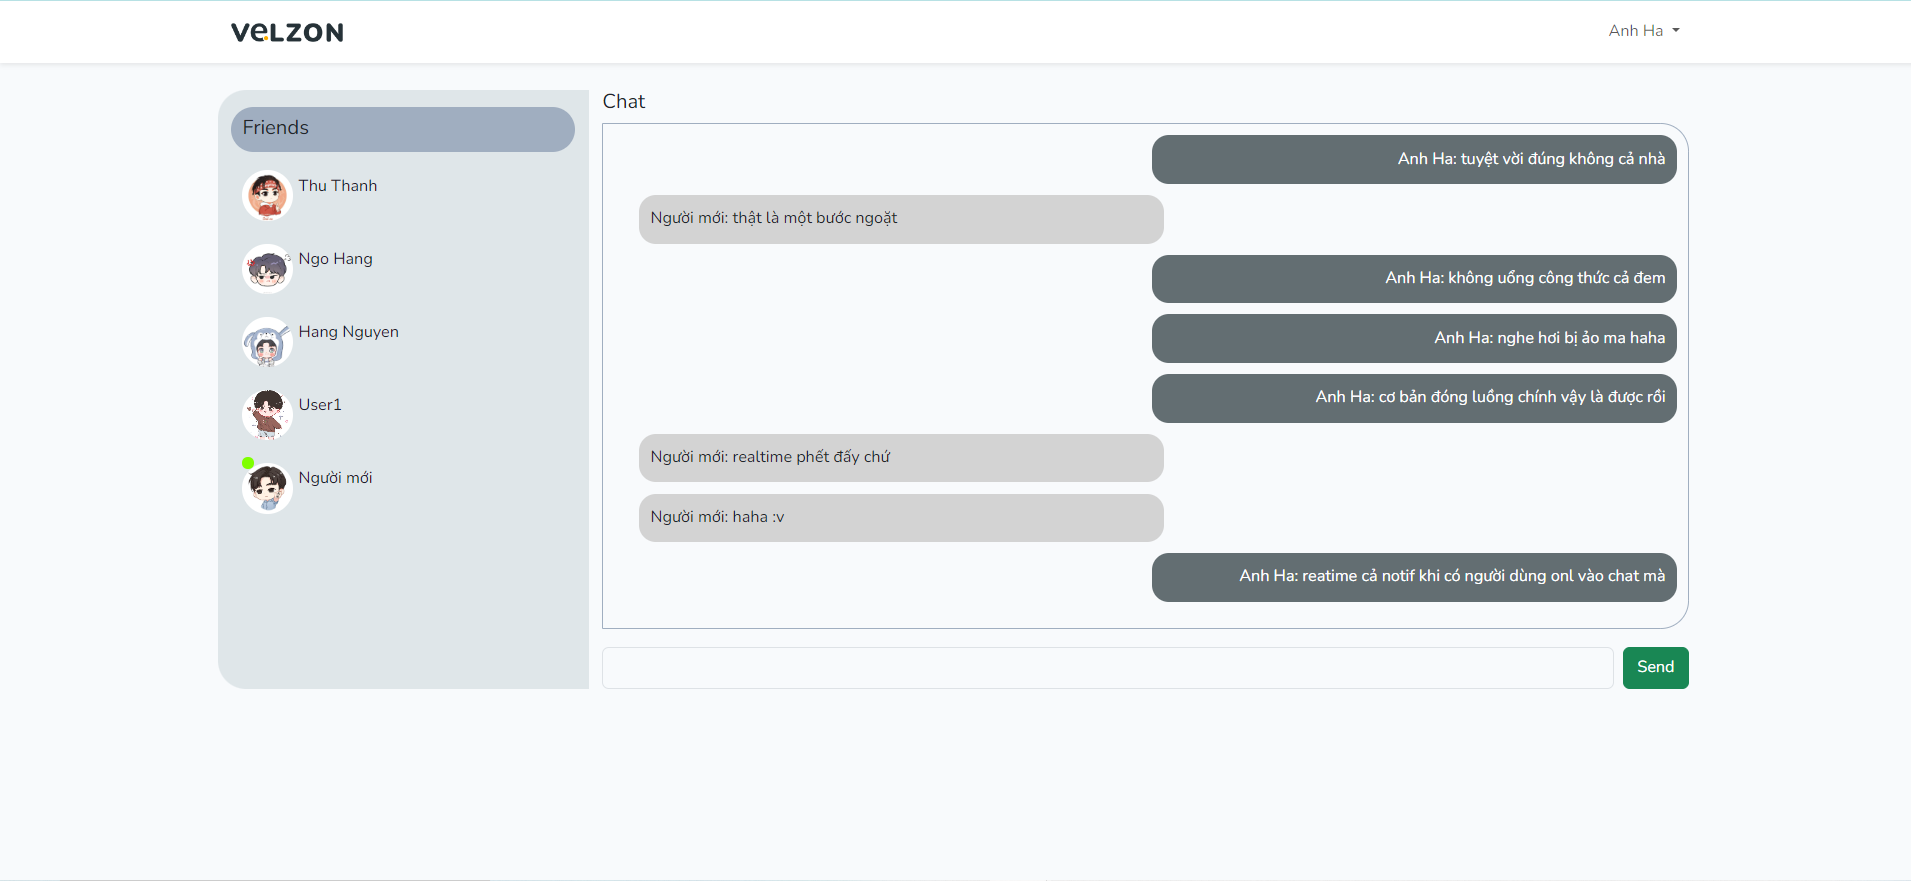 VELZON
Anh Ha
Friends
Thu Thanh
Ngo Hang
Hang Nguyen
User1
Người mới
Chat
Anh Ha: tuyệt vời đúng không cả nhà
Người mới: thật là một bước ngoặt
Anh Ha: không uổng công thức cả đem
Anh Ha: nghe hơi bị ảo ma haha
Anh Ha: cơ bản đóng luồng chính vậy là được rồi
Người mới: realtime phết đấy chứ
Người mới: haha :v
Anh Ha: reatime cả notif khi có người dùng onl vào chat mà
Send